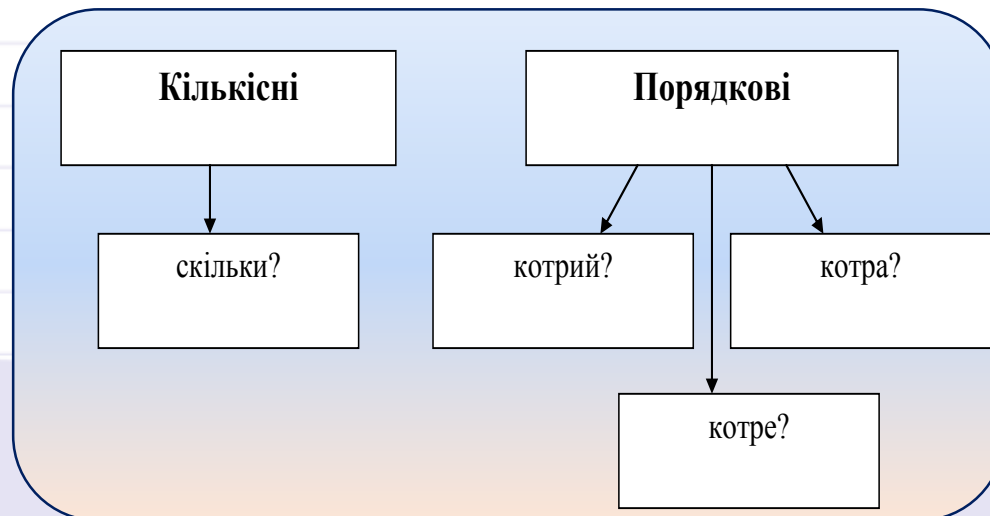 Кількісні
Порядкові
скільки?
котрий?
котра?
котре?